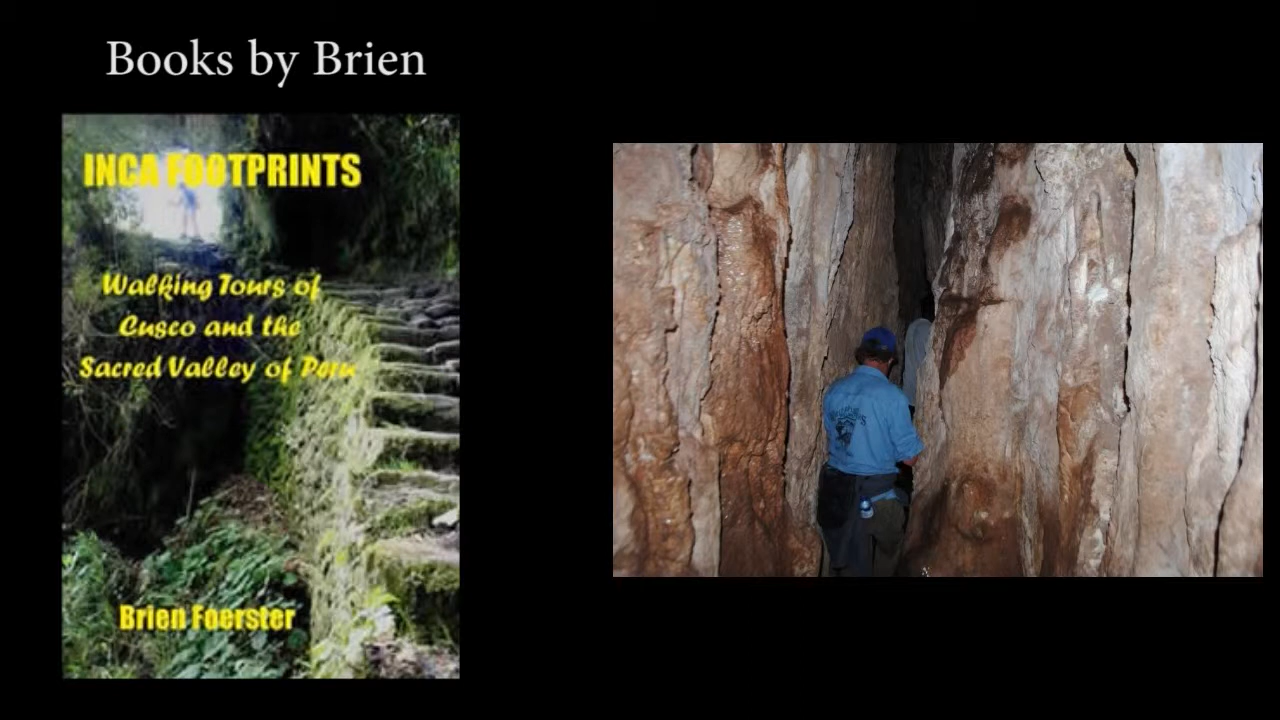 Books by Brien
INCA FOOTPRINTS
Walking Tours of
Cusco and the
Sacred Valley of Peru
Brien Foerster